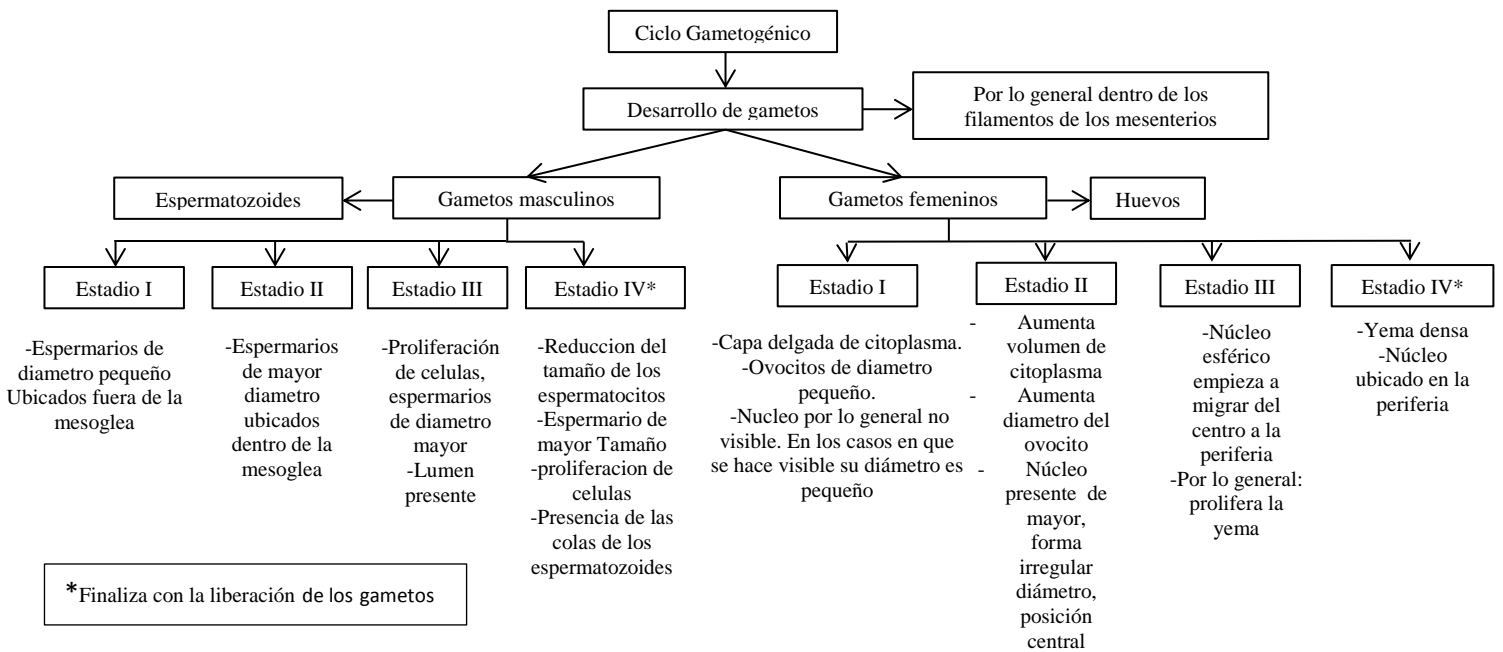 Ciclo Gametogénico
Desarrollo de gametos
Por lo general dentro de los
filamentos de los mesenterios
Espermatozoides
Gametos masculinos
Gametos femeninos
Huevos
Estadio I
-Espermarios de
diametro pequeño
Ubicados fuera de la
mesoglea
Estadio II
-Espermarios
de mayor
diametro
ubicados
dentro de la
mesoglea
Estadio III
-Proliferación
de celulas,
espermarios
de diametro
mayor
-Lumen
presente
Estadio IV*
-Reduccion del
tamaño de los
espermatocitos
-Espermario de
mayor Tamaño
-proliferacion de
celulas
-Presencia de las
colas de los
espermatozoides
Estadio I
-Capa delgada de citoplasma.
-Ovocitos de diametro
pequeño.
-Nucleo por lo general no
visible. En los casos en que
se hace visible su diámetro es
pequeño
Estadio II
- Aumenta
volumen de
citoplasma
- Aumenta
diametro del
ovocito
- Núcleo
presente de
mayor,
forma
irregular
diámetro,
posición
central
Estadio III
-Núcleo
esférico
empieza a
migrar del
centro a la
periferia
-Por lo general:
prolifera la
yema
Estadio IV*
-Yema densa
-Núcleo
ubicado en la
periferia
*Finaliza con la liberación de los gametos